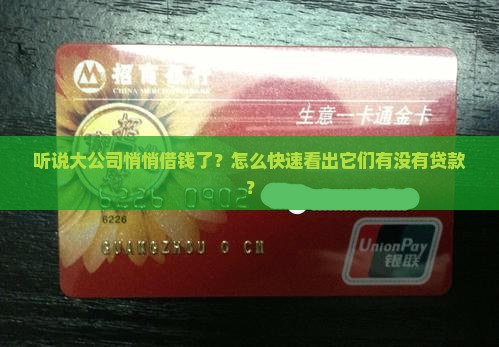 招商银行
CHINA MERCHANTS BANK
生意一卡通金卡
听说大公司悄悄借钱了？怎么快速看出它们有没有贷款
？
6226 0902
6226
GUANGZHOU O CM
UnionPay
银联